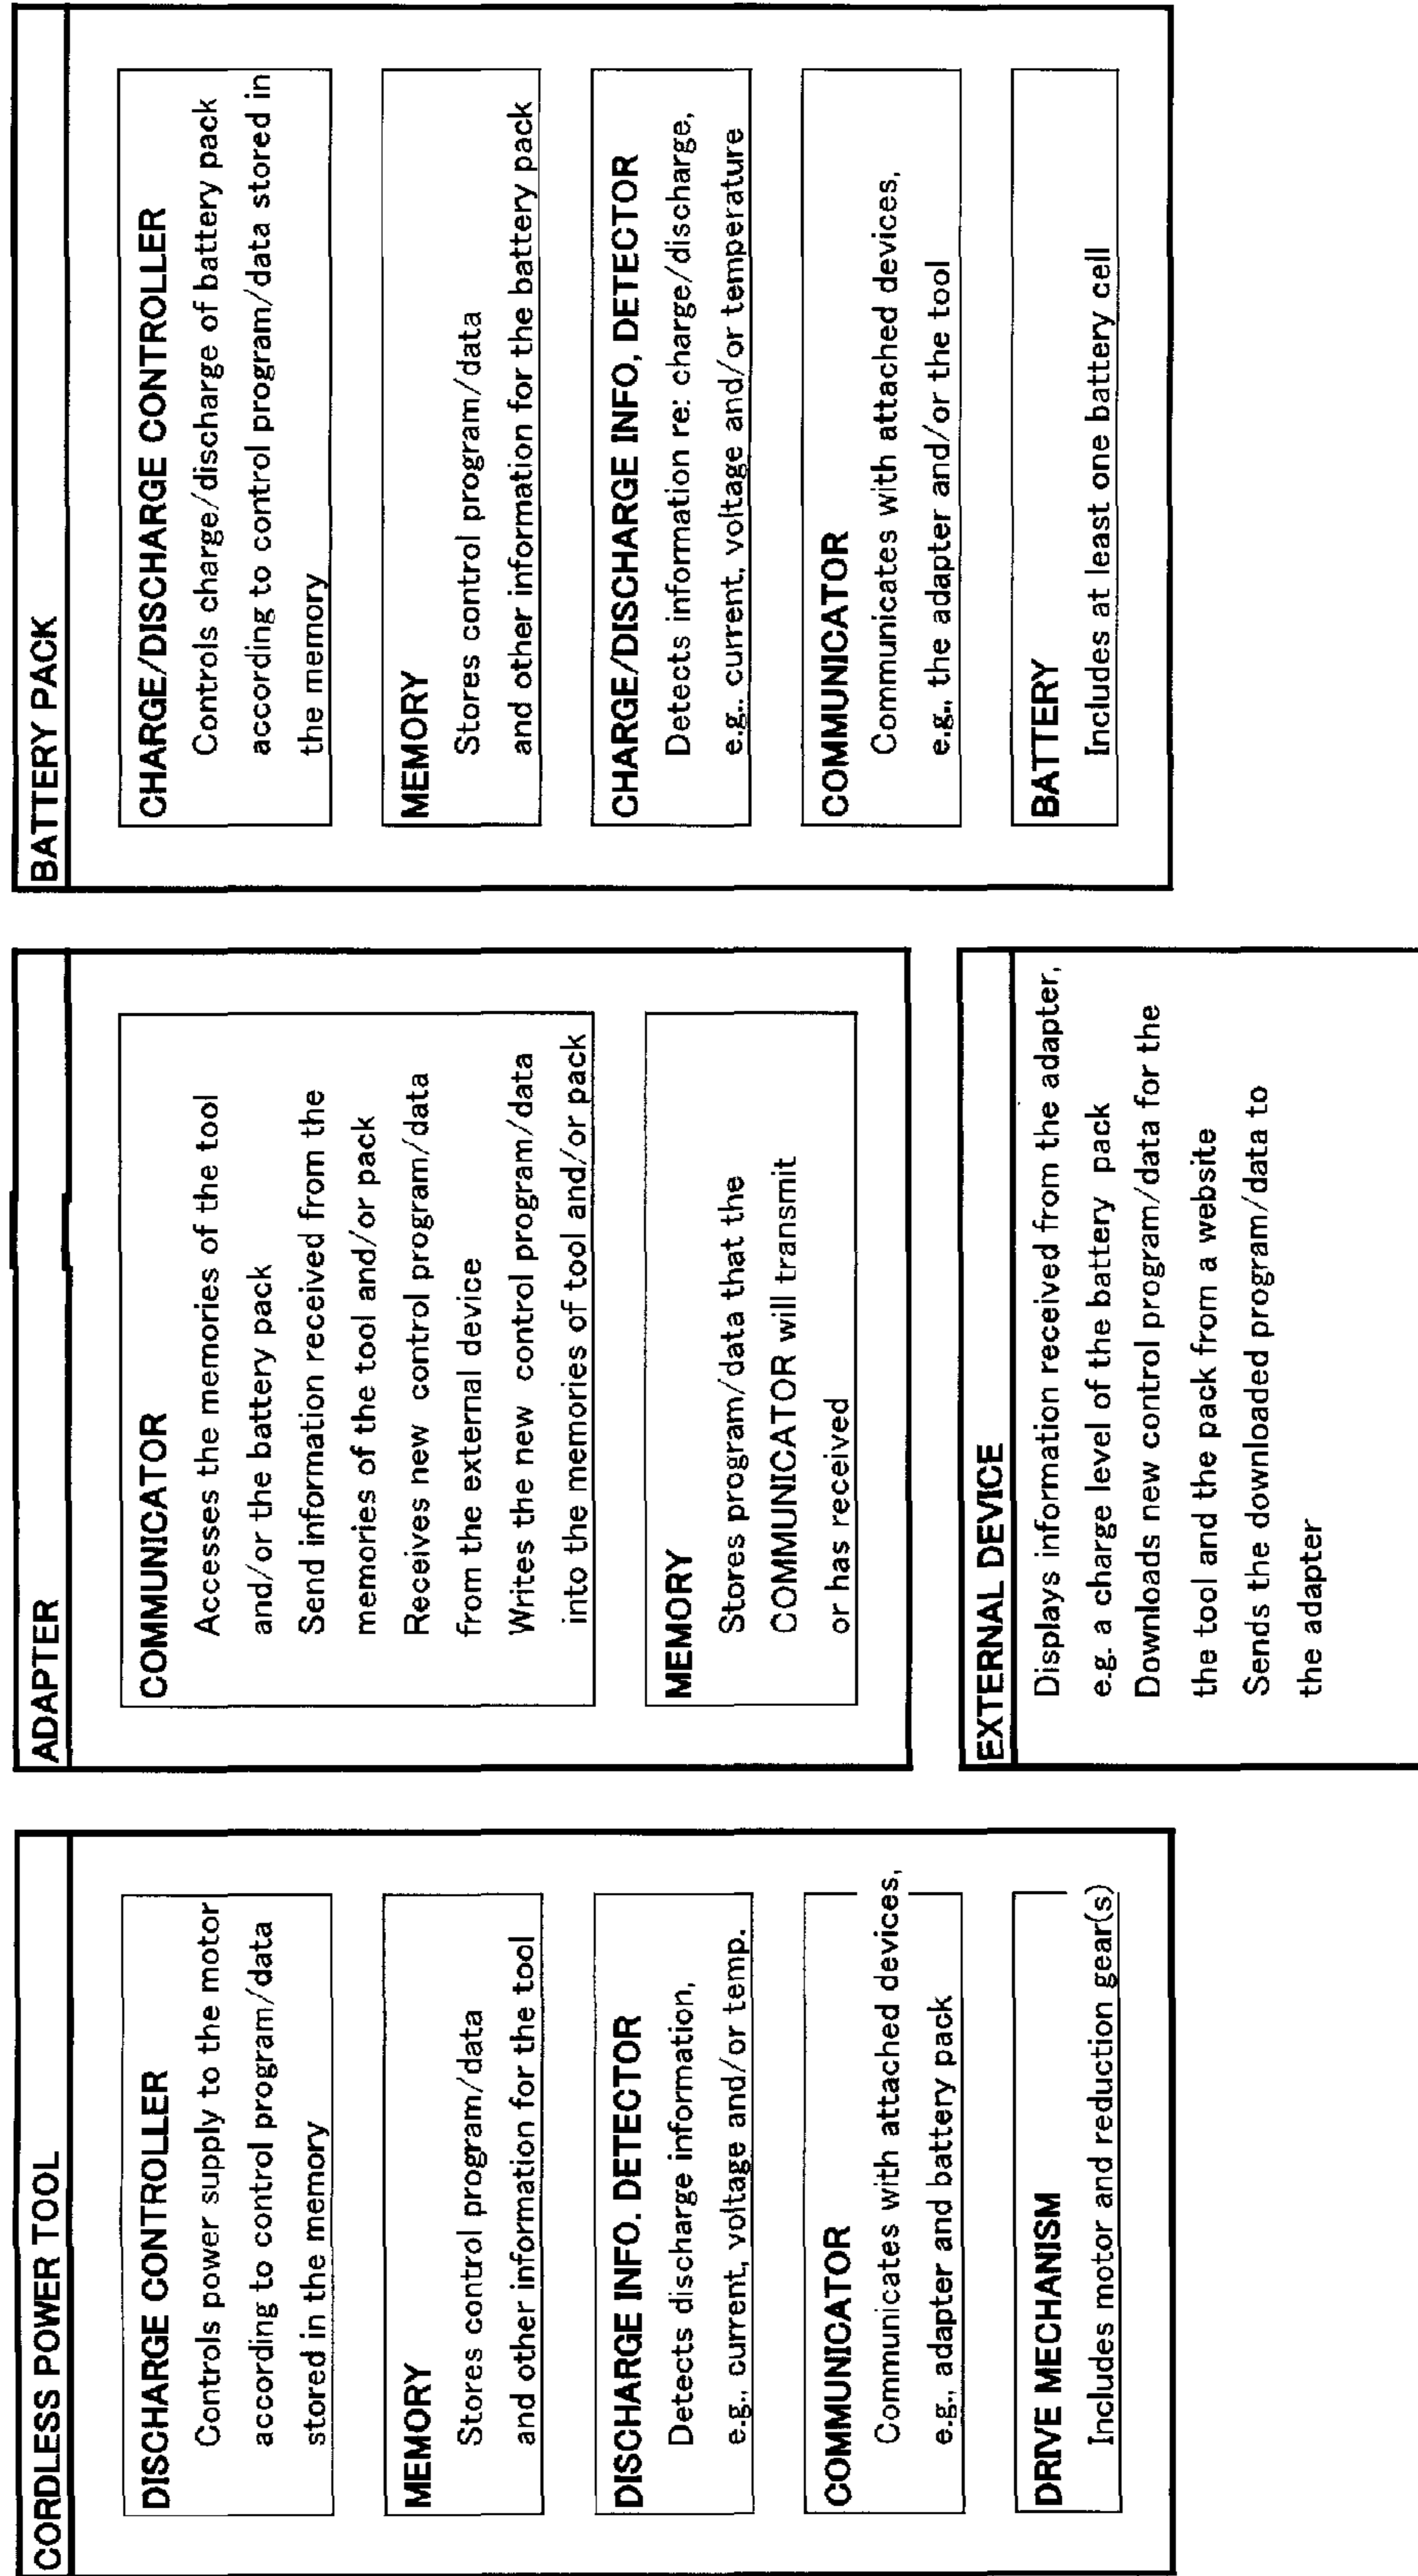 CORDLESS POWER TOOL
DISCHARGE CONTROLLER
Controls power supply to the motor
according to control program/data
stored in the memory
MEMORY
Stores control program/data
and other information for the tool
DISCHARGE INFO. DETECTOR
Detects discharge information,
e.g., current, voltage and/or temp.
COMMUNICATOR
Communicates with attached devices,
e.g., adapter and battery pack
DRIVE MECHANISM
Includes motor and reduction gear(s)
ADAPTER
COMMUNICATOR
Accesses the memories of the tool
and/or the battery pack
Send information received from the
memories of the tool and/or pack
Receives new control program/data
from the external device
Writes the new control program/data
into the memories of tool and/or pack
MEMORY
Stores program/data that the
COMMUNICATOR will transmit
or has received
EXTERNAL DEVICE
Displays information received from the adapter,
e.g. a charge level of the battery pack
Downloads new control program/data for the
the tool and the pack from a website
Sends the downloaded program/data to
the adapter
BATTERY PACK
CHARGE/DISCHARGE CONTROLLER
Controls charge/discharge of battery pack
according to control program/data stored in
the memory
MEMORY
Stores control program/data
and other information for the battery pack
CHARGE/DISCHARGE INFO, DETECTOR
Detects information re: charge/discharge,
e.g., current, voltage and/or temperature
COMMUNICATOR
Communicates with attached devices,
e.g., the adapter and/or the tool
BATTERY
Includes at least one battery cell